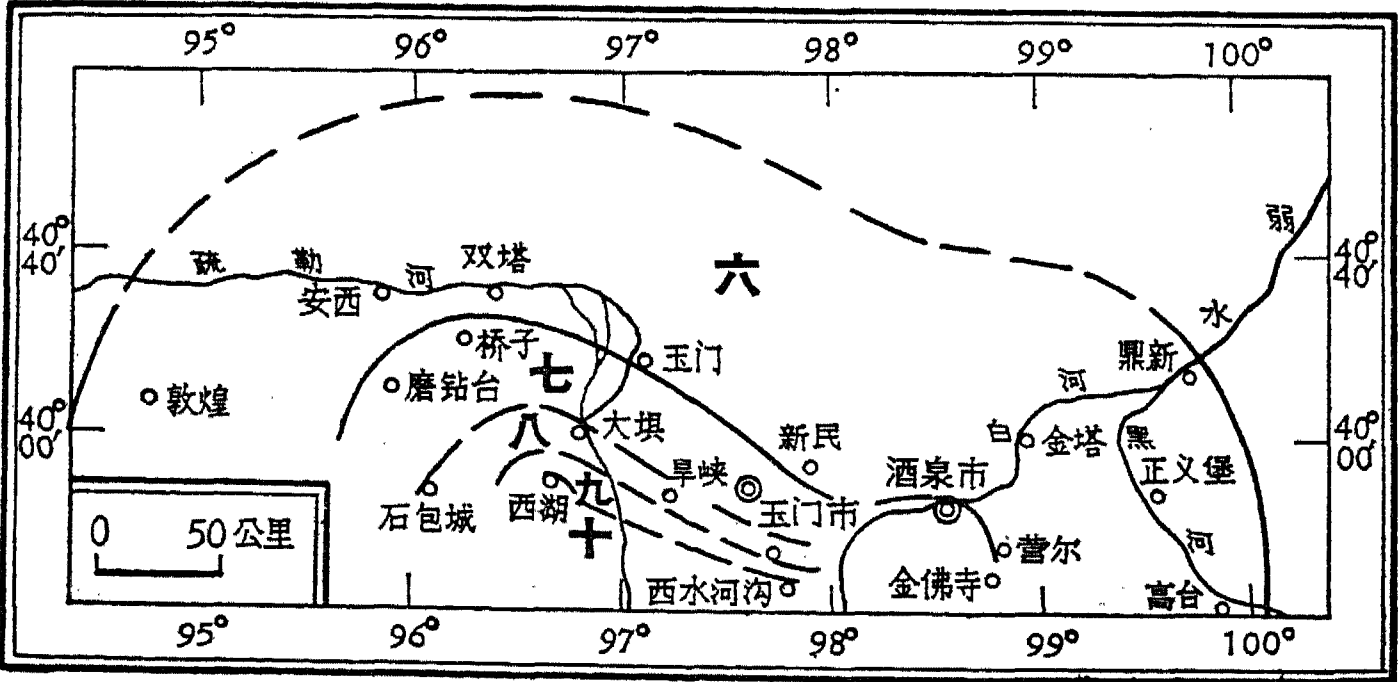 95° 96° 97° 98° 99° 100°
弱
40° 40′
疏 勒 河 双塔
六
40° 40′
安西
水
桥子
七
玉门
鼎新
磨钻台
河
敦煌
40° 00′
八
大坝
新民
白
金塔
黑
40° 00′
旱峡
酒泉市
正义堡
石包城
西湖
九
玉门市
0 50 公里
十
营尔
河
西水河沟
金佛寺
高台
95° 96° 97° 98° 99° 100°